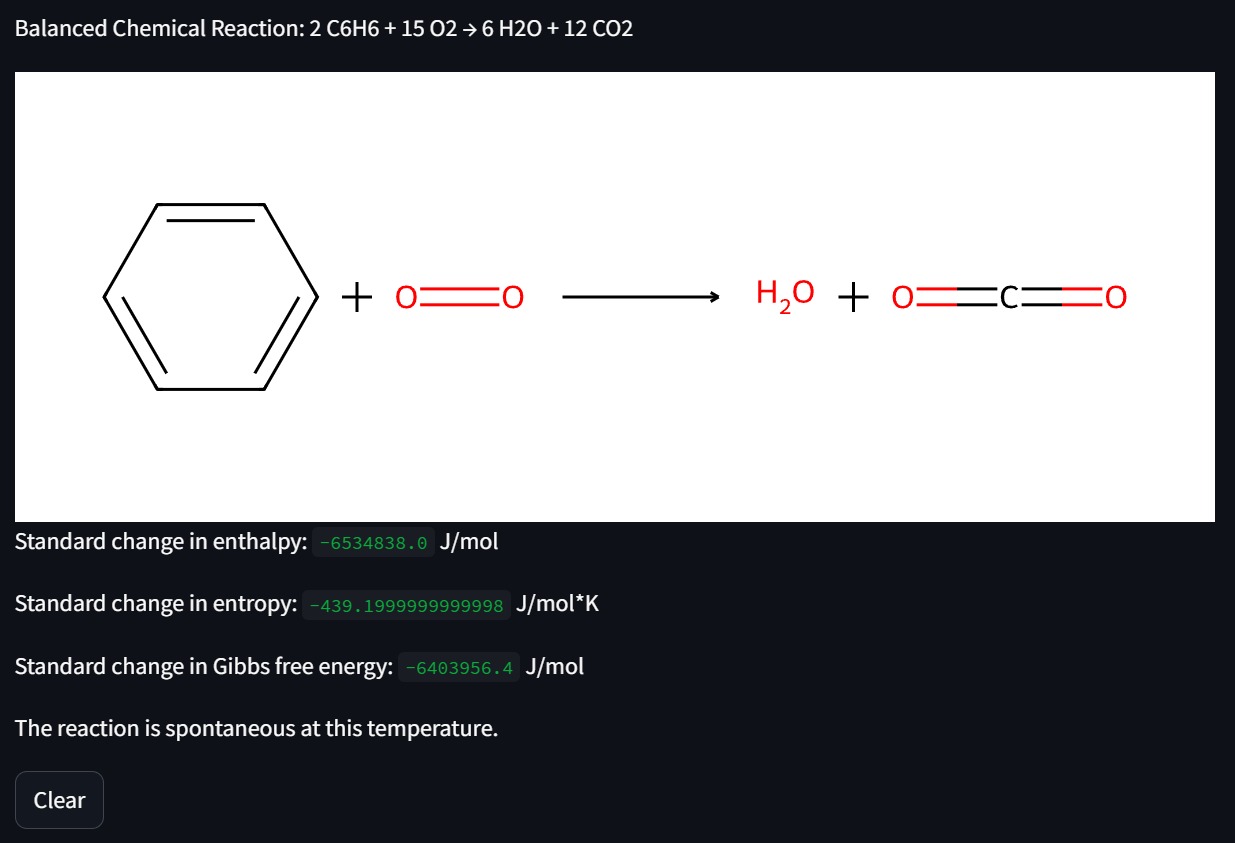 Balanced Chemical Reaction: 2 C6H6 + 15 O2 → 6 H2O + 12 CO2
+ O O → H₂O + O C O
Standard change in enthalpy: -6534838.0 J/mol
Standard change in entropy: -439.1999999999998 J/mol*K
Standard change in Gibbs free energy: -6403956.4 J/mol
The reaction is spontaneous at this temperature.
Clear